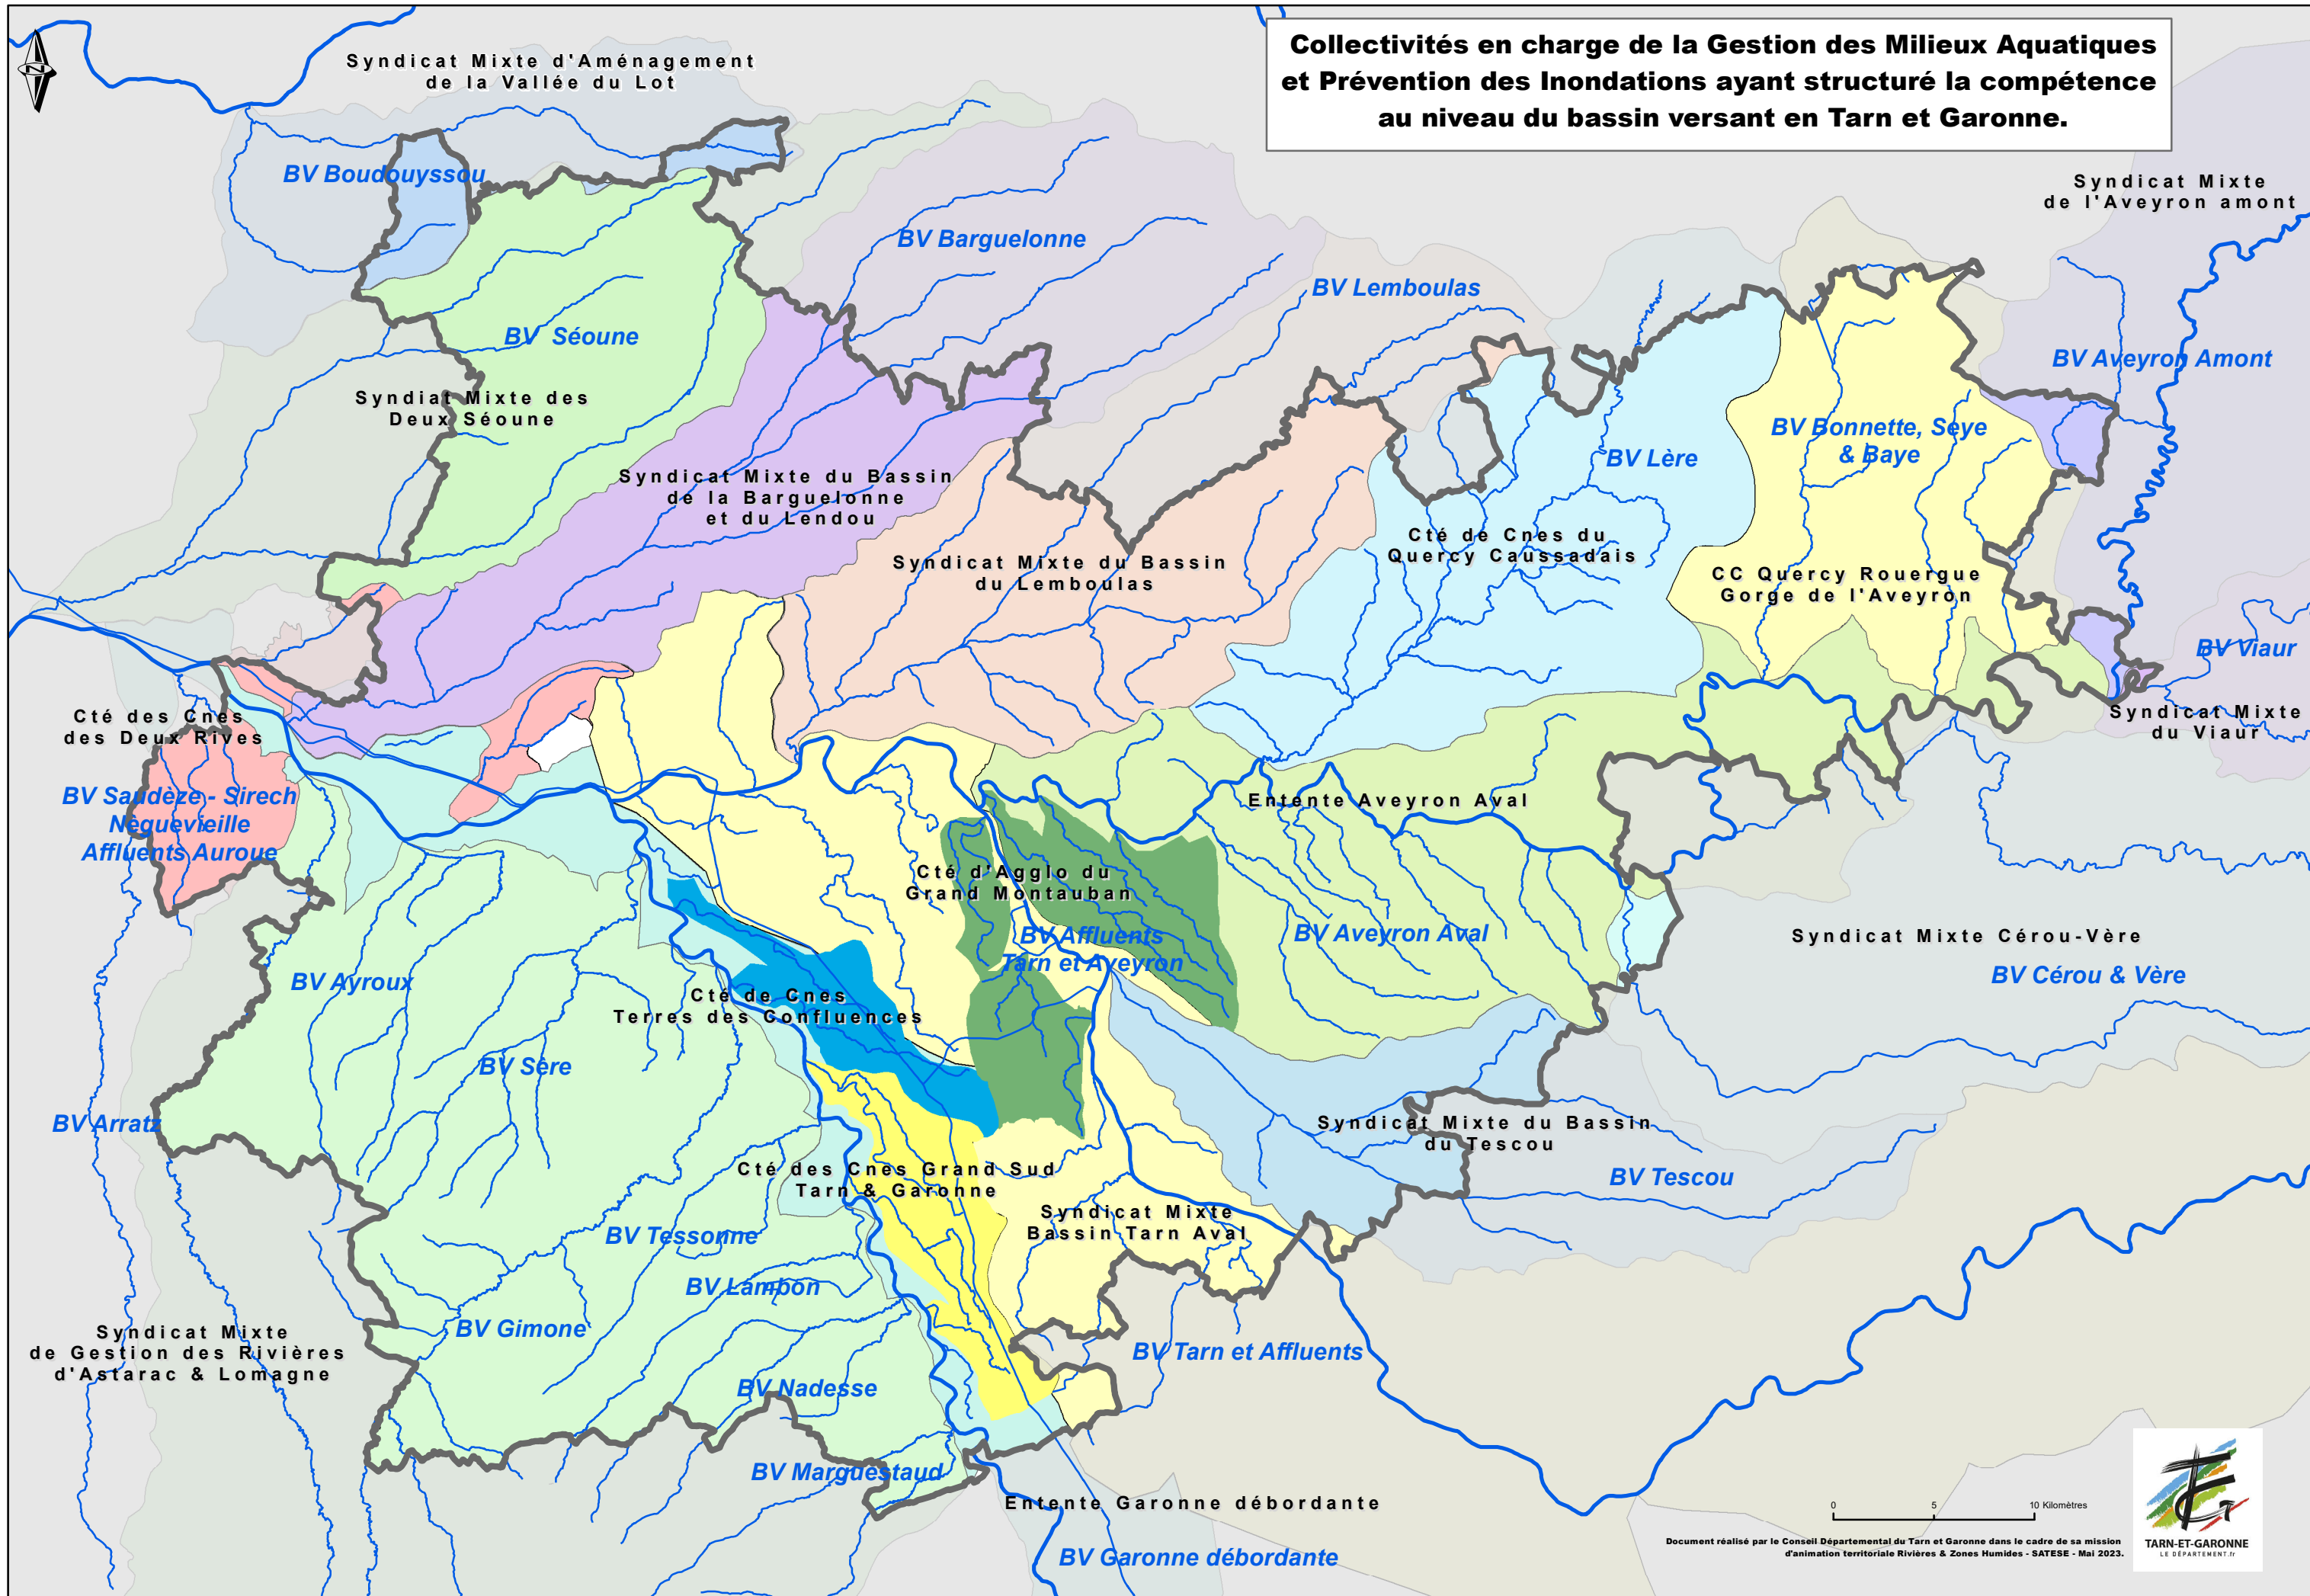 Collectivités en charge de la Gestion des Milieux Aquatiques
et Prévention des Inondations ayant structuré la compétence
au niveau du bassin versant en Tarn et Garonne.
N
Syndicat Mixte d'Aménagement
de la Vallée du Lot
BV Boudouyssou
Syndicat Mixte
de l'Aveyron amont
BV Barguelonne
BV Lemboulas
BV Séoune
BV Aveyron Amont
Syndiat Mixte des
Deux Séoune
BV Bonnette, Seye
& Baye
BV Lère
Syndicat Mixte du Bassin
de la Barguelonne
et du Lendou
Cté de Cnes du
Quercy Caussadais
Syndicat Mixte du Bassin
du Lemboulas
CC Quercy Rouergue
Gorge de l'Aveyron
BV Viaur
Cté des Cnes
des Deux Rives
Syndicat Mixte
du Viaur
BV Saudèze - Sirech
Nèguevieille
Affluents Auroue
Entente Aveyron Aval
Cté d'Agglo du
Grand Montauban
BV Affluents
Tarn et Aveyron
BV Aveyron Aval
Syndicat Mixte Cérou-Vère
BV Cérou & Vère
BV Ayroux
Cté de Cnes
Terres des Confluences
BV Sère
BV Arratz
Syndicat Mixte du Bassin
du Tescou
BV Tescou
Cté des Cnes Grand Sud
Tarn & Garonne
Syndicat Mixte
Bassin Tarn Aval
BV Tessonne
BV Lambon
BV Gimone
Syndicat Mixte
de Gestion des Rivières
d'Astarac & Lomagne
BV Tarn et Affluents
BV Nadesse
BV Marguestaud
Entente Garonne débordante
BV Garonne débordante
0 5 10 Kilomètres
Document réalisé par le Conseil Départemental du Tarn et Garonne dans le cadre de sa mission
d'animation territoriale Rivières & Zones Humides - SATESE - Mai 2023.
TARN-ET-GARONNE
LE DÉPARTEMENT.fr